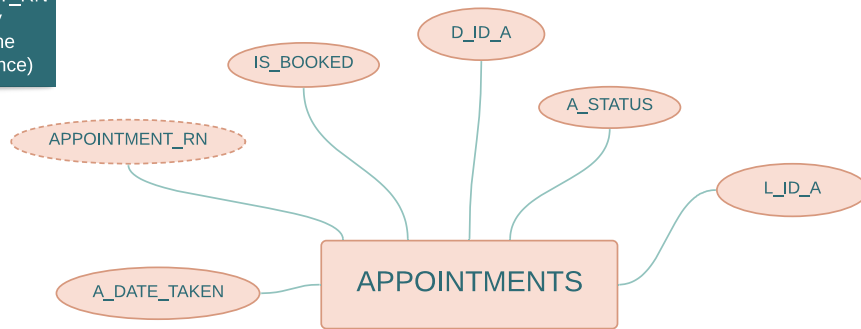 ne
nce)
D_ID_A
IS_BOOKED
A_STATUS
APPOINTMENT_RN
L_ID_A
APPOINTMENTS
A_DATE_TAKEN